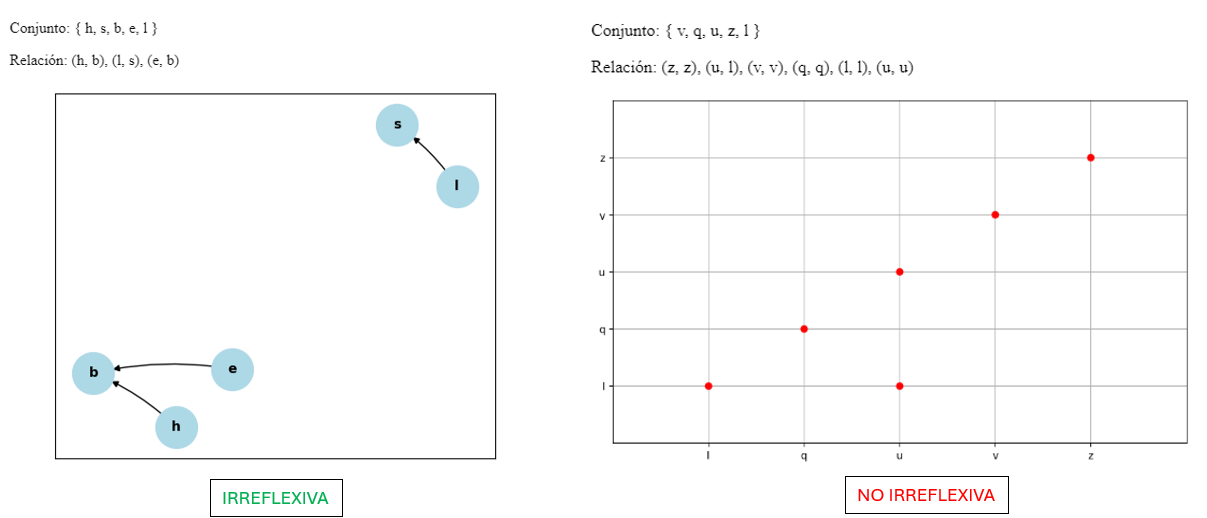 Conjunto: { h, s, b, e, l }
Relación: (h, b), (l, s), (e, b)
s
l
b
e
h
IRREFLEXIVA
Conjunto: { v, q, u, z, l }
Relación: (z, z), (u, l), (v, v), (q, q), (l, l), (u, u)
z
v
u
q
l
l q u v z
NO IRREFLEXIVA